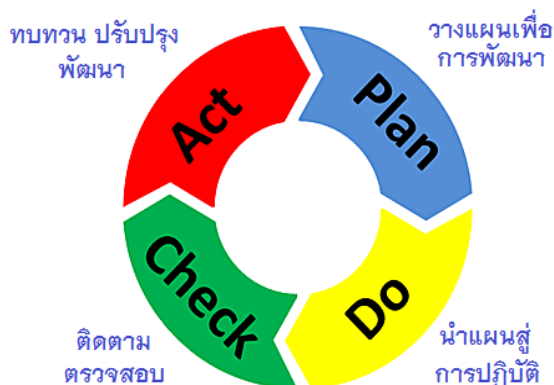 ทบทวน ปรับปรุง
พัฒนา
วางแผนเพื่อ
การพัฒนา
Act
Plan
Check
Do
ติดตาม
ตรวจสอบ
นำแผนสู่
การปฏิบัติ